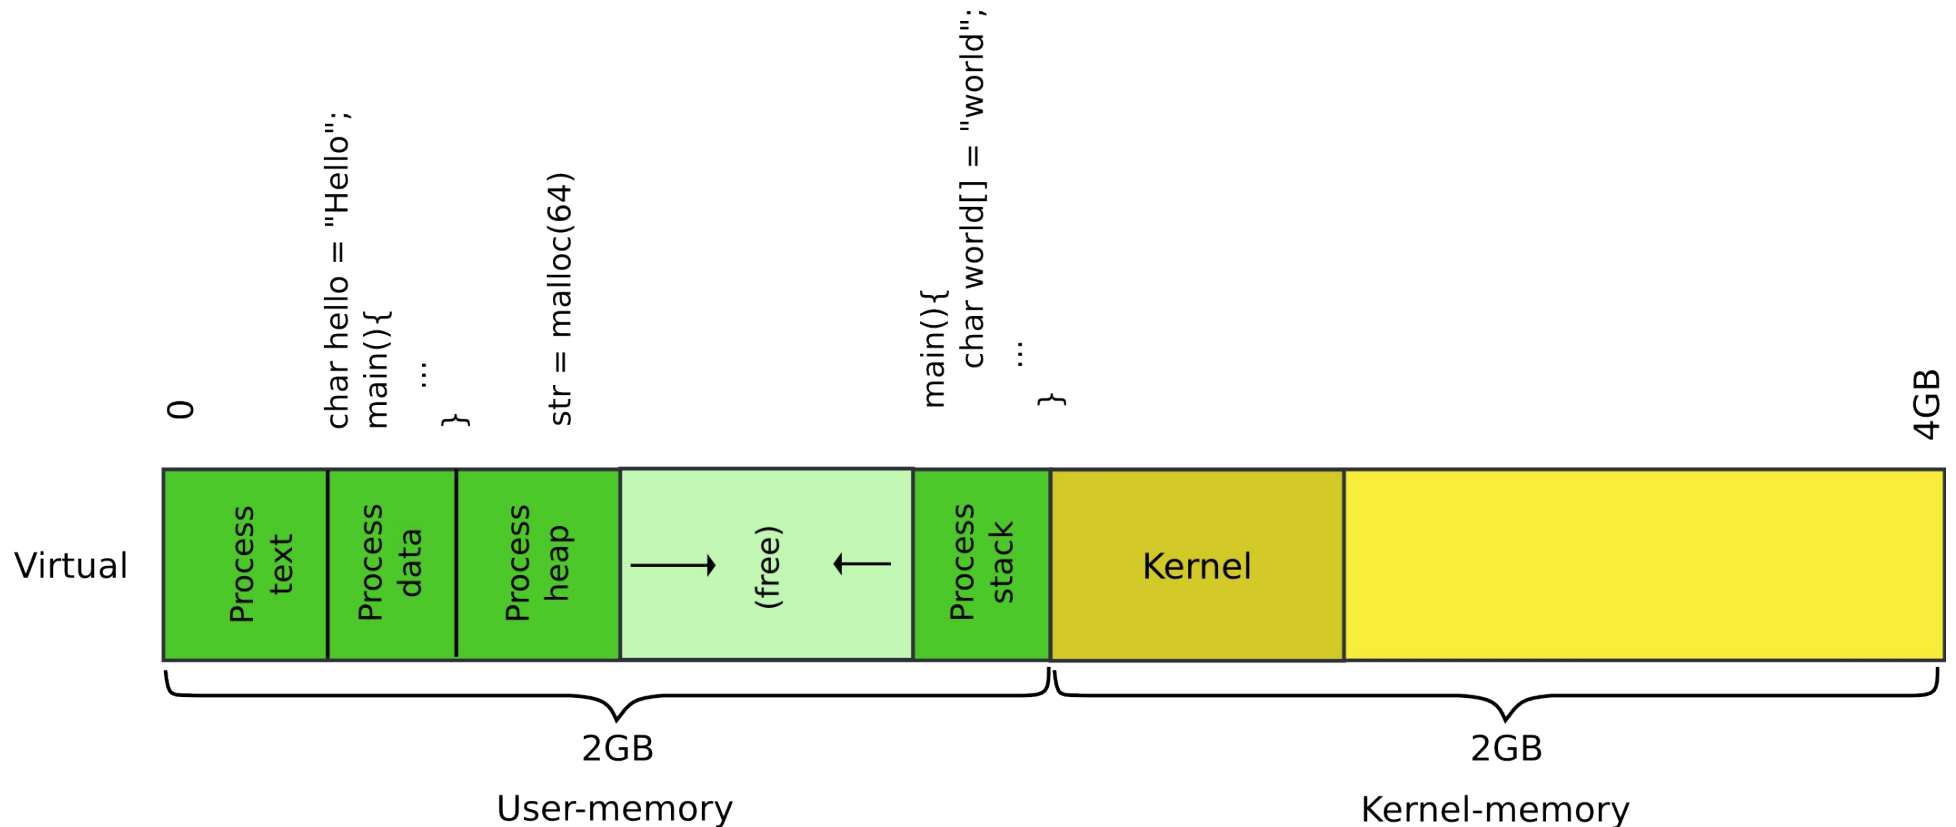 0
char hello = "Hello";
main(){
...
}
str = malloc(64)
main(){
char world[] = "world";
...
}
4GB
Virtual
Process
text
Process
data
Process
heap
(free)
Process
stack
Kernel
2GB
2GB
User-memory
Kernel-memory